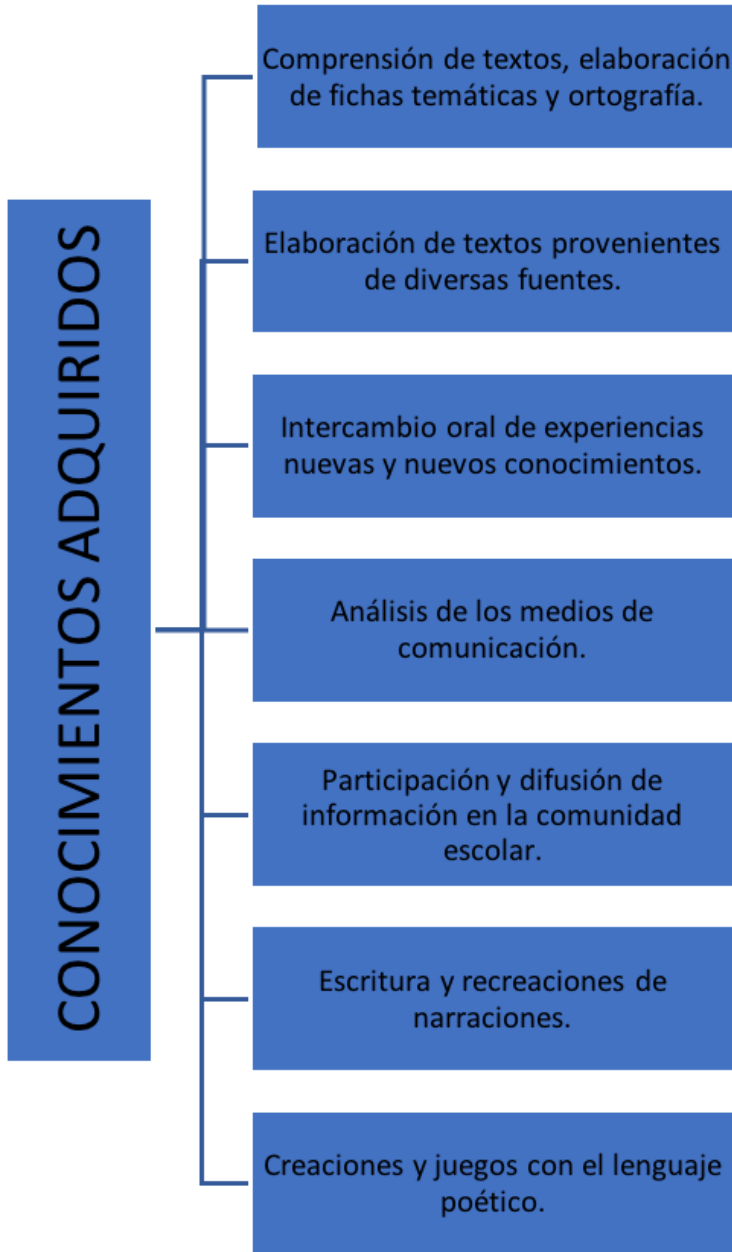 CONOCIMIENTOS ADQUIRIDOS
Comprensión de textos, elaboración
de fichas temáticas y ortografía.
Elaboración de textos provenientes
de diversas fuentes.
Intercambio oral de experiencias
nuevas y nuevos conocimientos.
Análisis de los medios de
comunicación.
Participación y difusión de
información en la comunidad
escolar.
Escritura y recreaciones de
narraciones.
Creaciones y juegos con el lenguaje
poético.